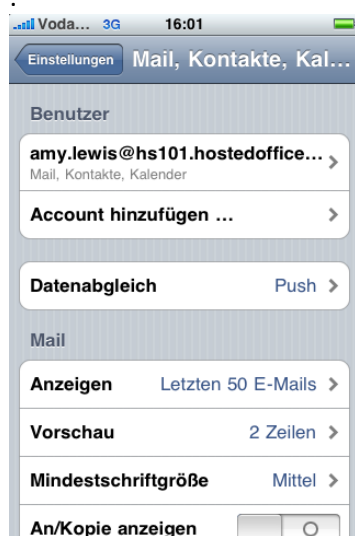 Voda... 3G 16:01
Einstellungen Mail, Kontakte, Kal...
Benutzer
amy.lewis@hs101.hostedoffice...
Mail, Kontakte, Kalender
Account hinzufügen ...
Datenabgleich Push
Mail
Anzeigen Letzten 50 E-Mails
Vorschau 2 Zeilen
Mindestschriftgröße Mittel
An/Kopie anzeigen